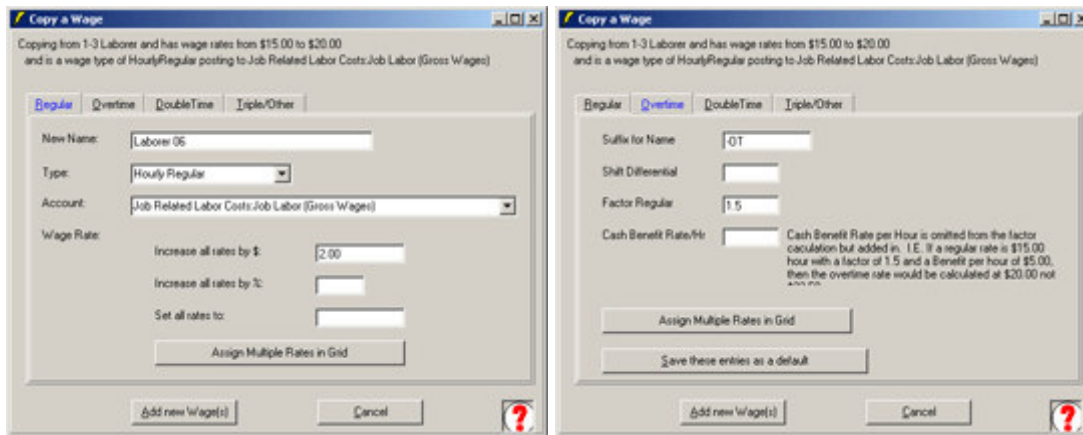 Copy a Wage
Copying from 1-3 Laborer and has wage rates from $15.00 to $20.00
and is a wage type of HourlyRegular posting to Job Related Labor Costs:Job Labor (Gross Wages)
Regular Overtime DoubleTime Triple/Other
New Name: Laborer 06
Type: Hourly Regular
Account: Job Related Labor Costs:Job Labor (Gross Wages)
Wage Rate:
Increase all rates by $: 2.00
Increase all rates by %:
Set all rates to:
Assign Multiple Rates in Grid
Add new Wage(s) Cancel ?
Copy a Wage
Copying from 1-3 Laborer and has wage rates from $15.00 to $20.00
and is a wage type of HourlyRegular posting to Job Related Labor Costs:Job Labor (Gross Wages)
Regular Overtime DoubleTime Triple/Other
Suffix for Name -OT
Shift Differential
Factor Regular 1.5
Cash Benefit Rate/Hr
Cash Benefit Rate per Hour is omitted from the factor
caculation but added in. I.E. If a regular rate is $15.00
hour with a factor of 1.5 and a Benefit per hour of $5.00,
then the overtime rate would be calculated at $20.00 not
Assign Multiple Rates in Grid
Save these entries as a default
Add new Wage(s) Cancel ?